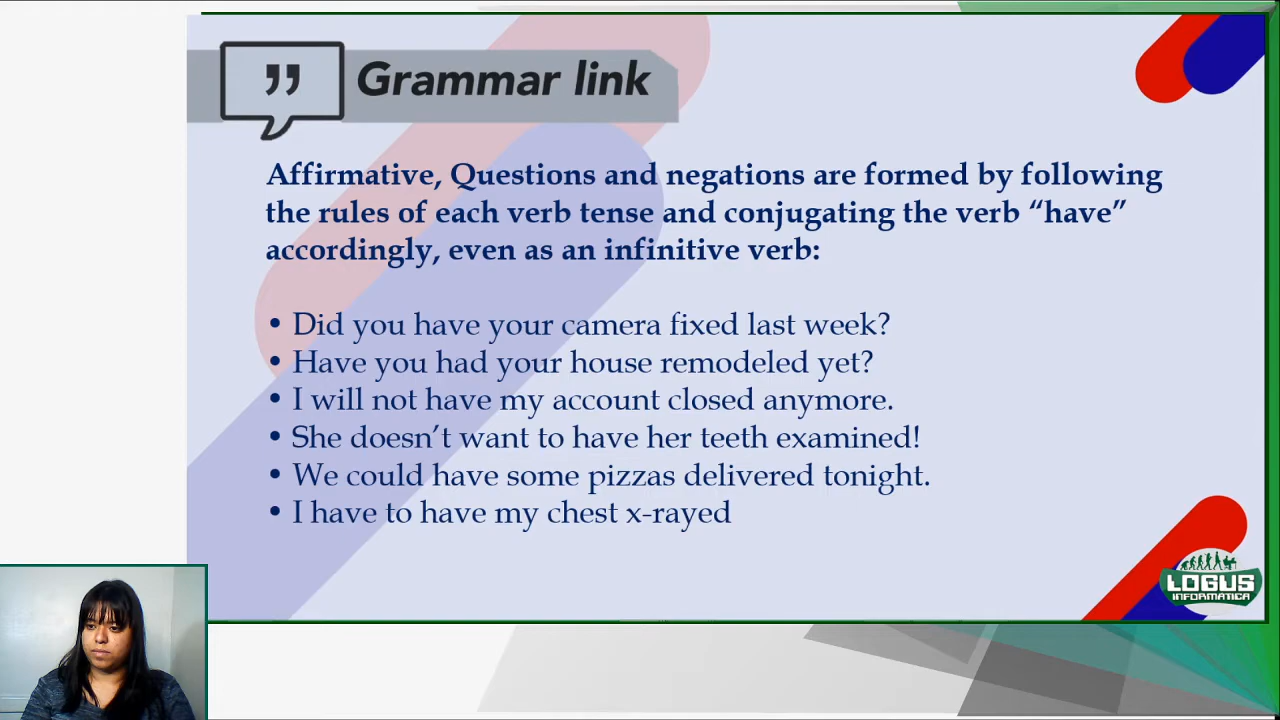 Grammar link
Affirmative, Questions and negations are formed by following
the rules of each verb tense and conjugating the verb “have”
accordingly, even as an infinitive verb:
• Did you have your camera fixed last week?
• Have you had your house remodeled yet?
• I will not have my account closed anymore.
• She doesn’t want to have her teeth examined!
• We could have some pizzas delivered tonight.
• I have to have my chest x-rayed
LOGUS
INFORMATICA